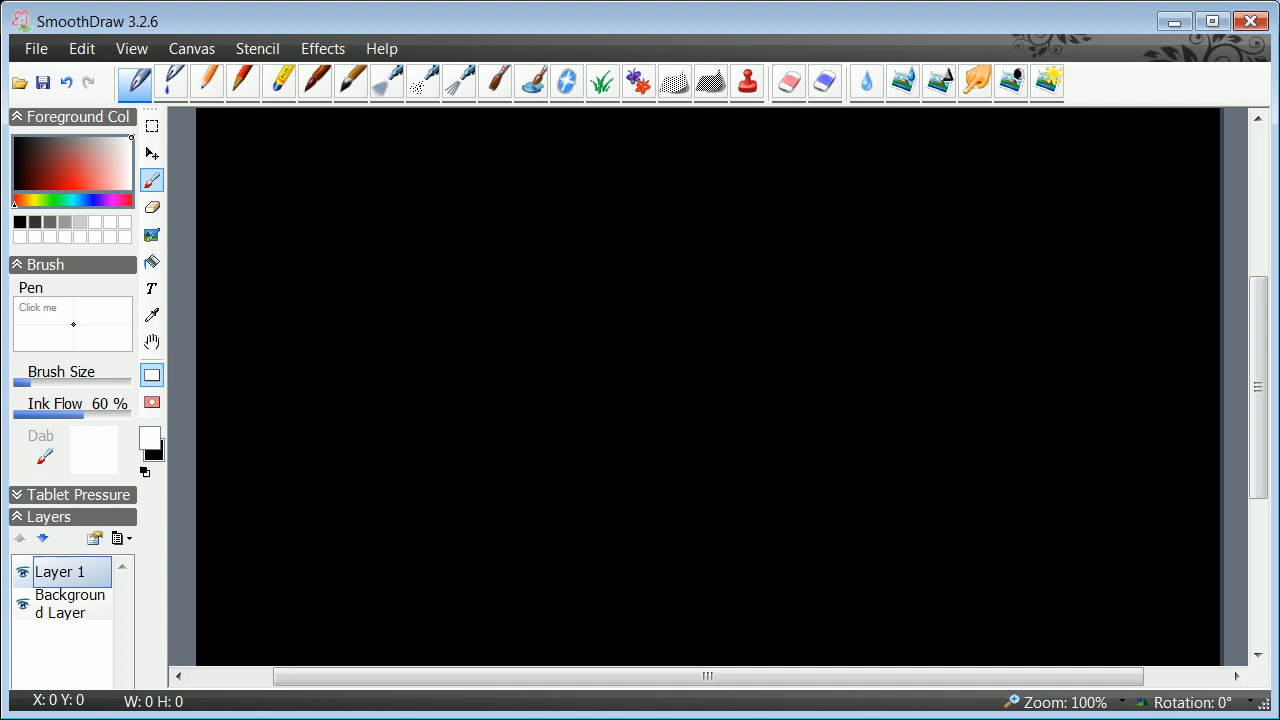 SmoothDraw 3.2.6
File Edit View Canvas Stencil Effects Help
Foreground Col
Brush
Pen
Click me
Brush Size
Ink Flow 60 %
Dab
Tablet Pressure
Layers
Layer 1
Backgroun
d Layer
X: 0 Y: 0 W: 0 H: 0 Zoom: 100% Rotation: 0°